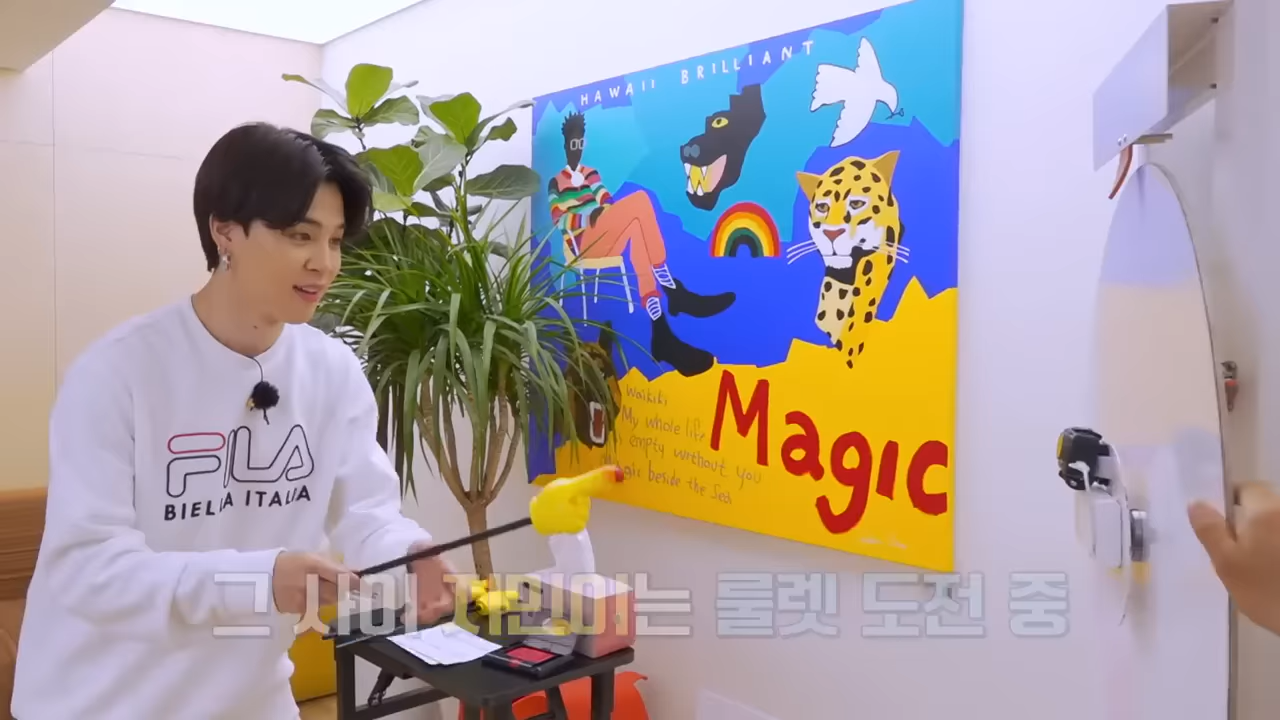 HAWAII BRILLIANT
Magic
Waikiki
My whole life
is empty without you
Magic beside the Sea
FILA
BIELLA ITALIA
그 사이 지민이는 룰렛 도전 중